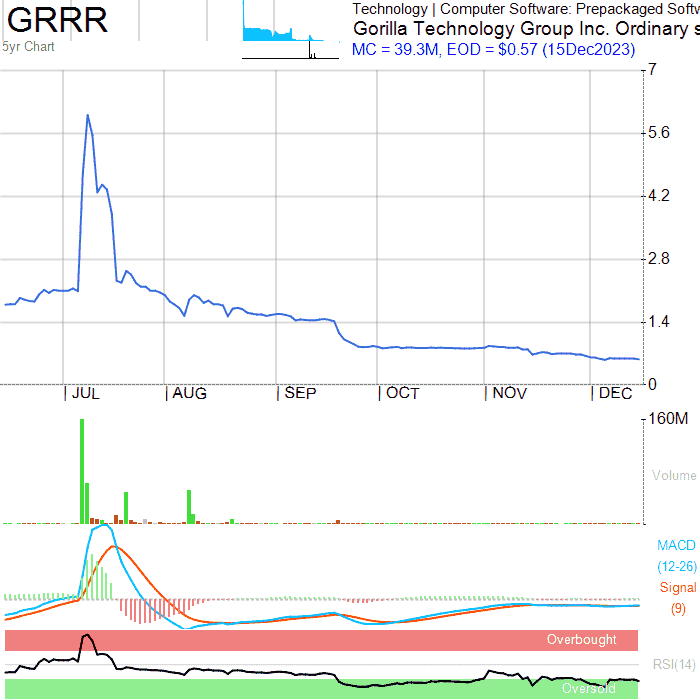 GRRR
5yr Chart
Technology | Computer Software: Prepackaged Softw
Gorilla Technology Group Inc. Ordinary s
MC = 39.3M, EOD = $0.57 (15Dec2023)
7
5.6
4.2
2.8
1.4
0
| JUL | AUG | SEP | OCT | NOV | DEC
160M
Volume
MACD
(12-26)
Signal
(9)
Overbought
RSI(14)
Oversold